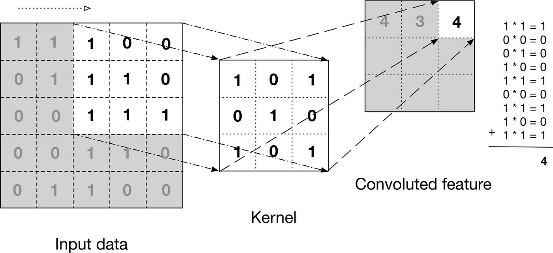 1 1 1 0 0
0 1 1 1 0
0 0 1 1 1
0 0 1 1 0
0 1 1 0 0
Input data
1 0 1
0 1 0
1 0 1
Kernel
4 3 4
Convoluted feature
1 * 1 = 1
0 * 0 = 0
0 * 1 = 0
1 * 0 = 0
1 * 1 = 1
0 * 0 = 0
1 * 1 = 1
1 * 0 = 0
+ 1 * 1 = 1
4